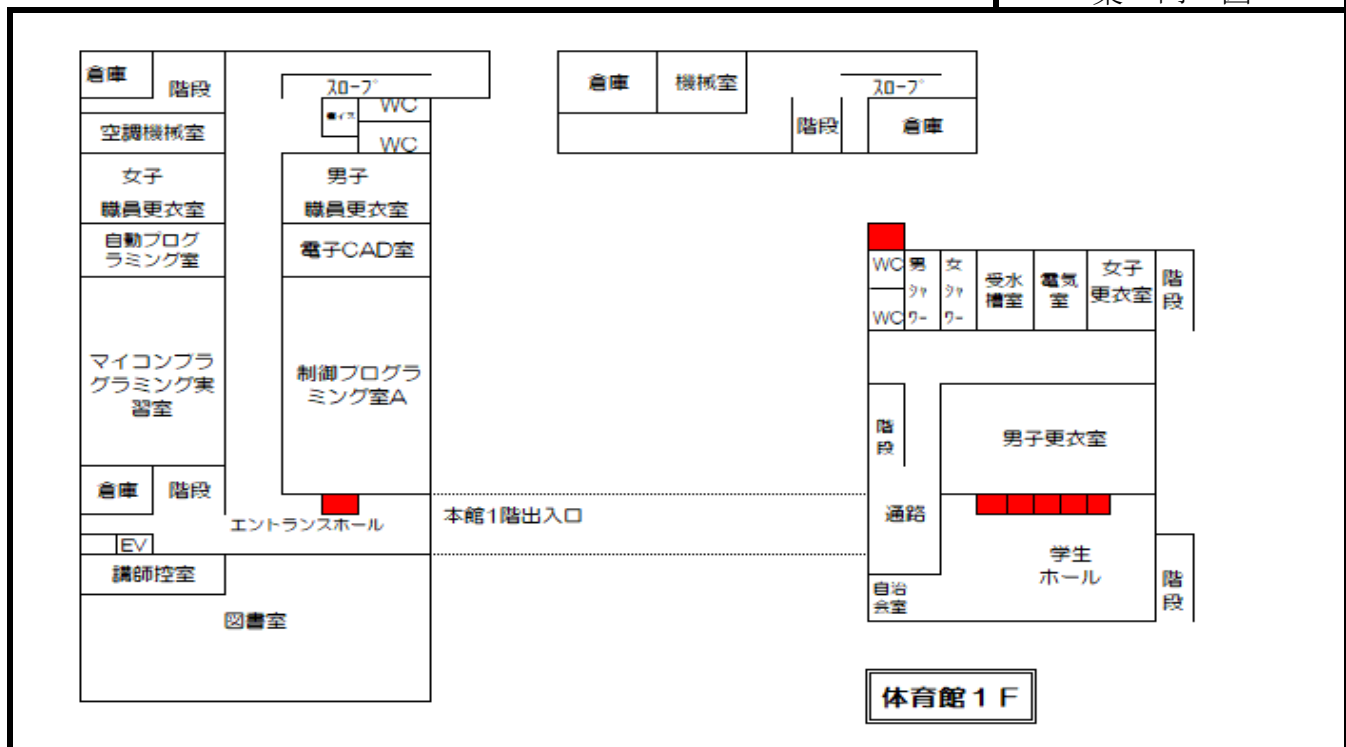 案内図
倉庫
階段
スロープ
WC
車イス
WC
空調機械室
女子
職員更衣室
男子
職員更衣室
自動プログ
ラミング室
電子CAD室
マイコンプラ
グラミング実
習室
制御プログラ
ミング室A
倉庫
階段
エントランスホール
EV
講師控室
図書室
本館1階出入口
倉庫
機械室
スロープ
階段
倉庫
WC
WC
男
シャ
ワー
女
シャ
ワー
受水
槽室
電気
室
女子
更衣室
階
段
階
段
男子更衣室
通路
学生
ホール
自治
会室
階
段
体育館1F